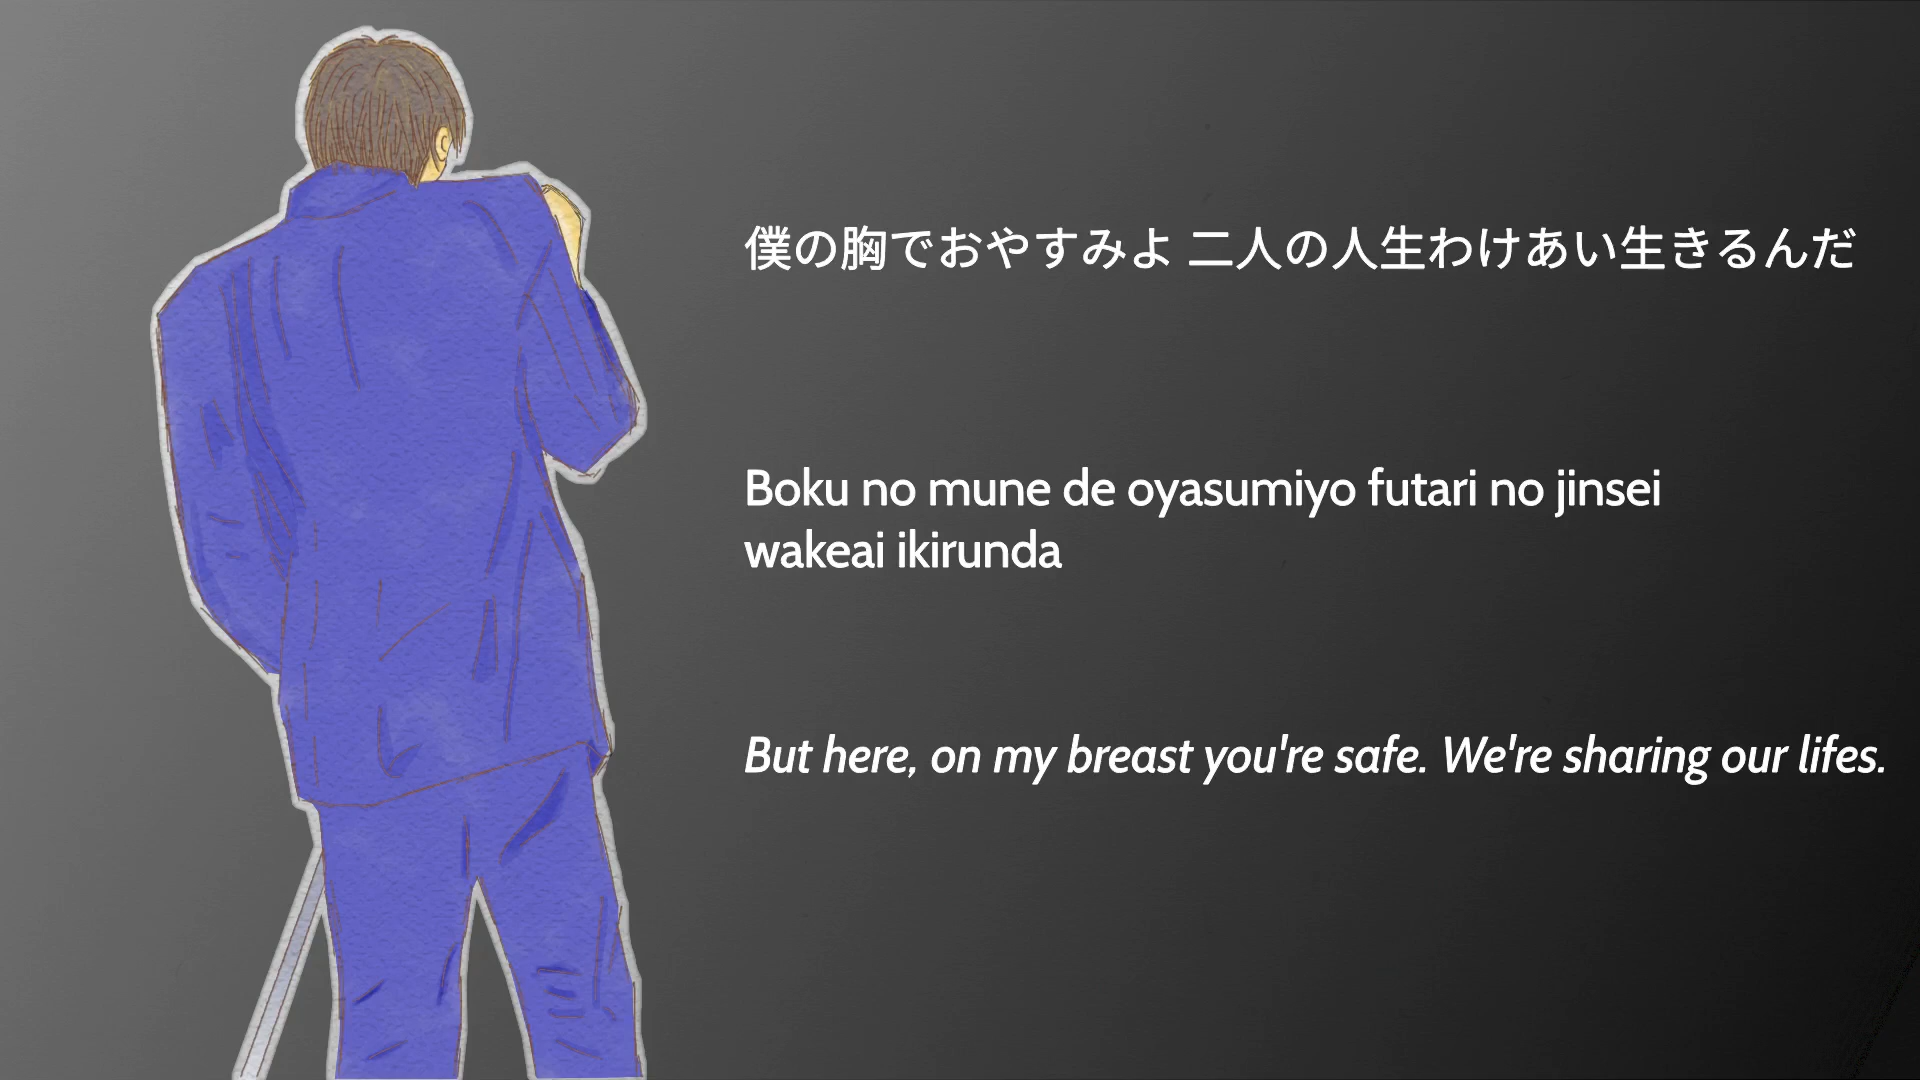 僕の胸でおやすみよ 二人の人生わけあい生きるんだ
Boku no mune de oyasumiyo futari no jinsei
wakeai ikirunda
But here, on my breast you're safe. We're sharing our lifes.